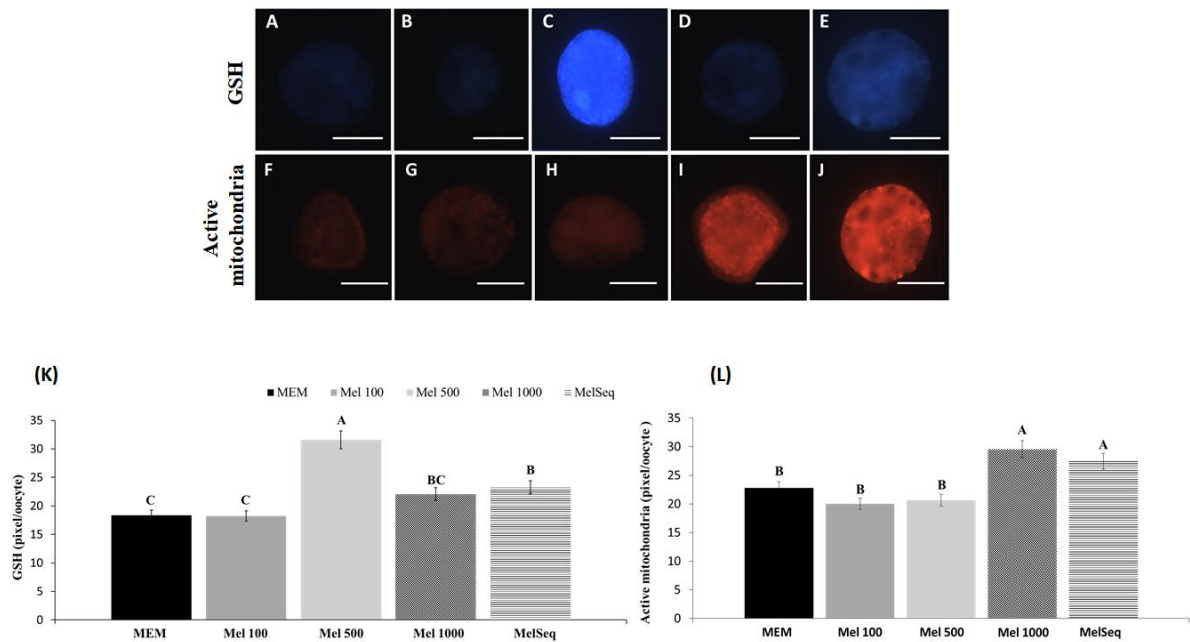 A B C D E
GSH
F G H I J
Active
mitochondria
(K)
MEM Mel 100 Mel 500 Mel 1000 MelSeq
GSH (pixel/oocyte)
35
30
25
20
15
10
5
0
C C A BC B
MEM Mel 100 Mel 500 Mel 1000 MelSeq
(L)
Active mitochondria (pixel/oocyte )
35
30
25
20
15
10
5
0
B B B A A
MEM Mel 100 Mel 500 Mel 1000 MelSeq